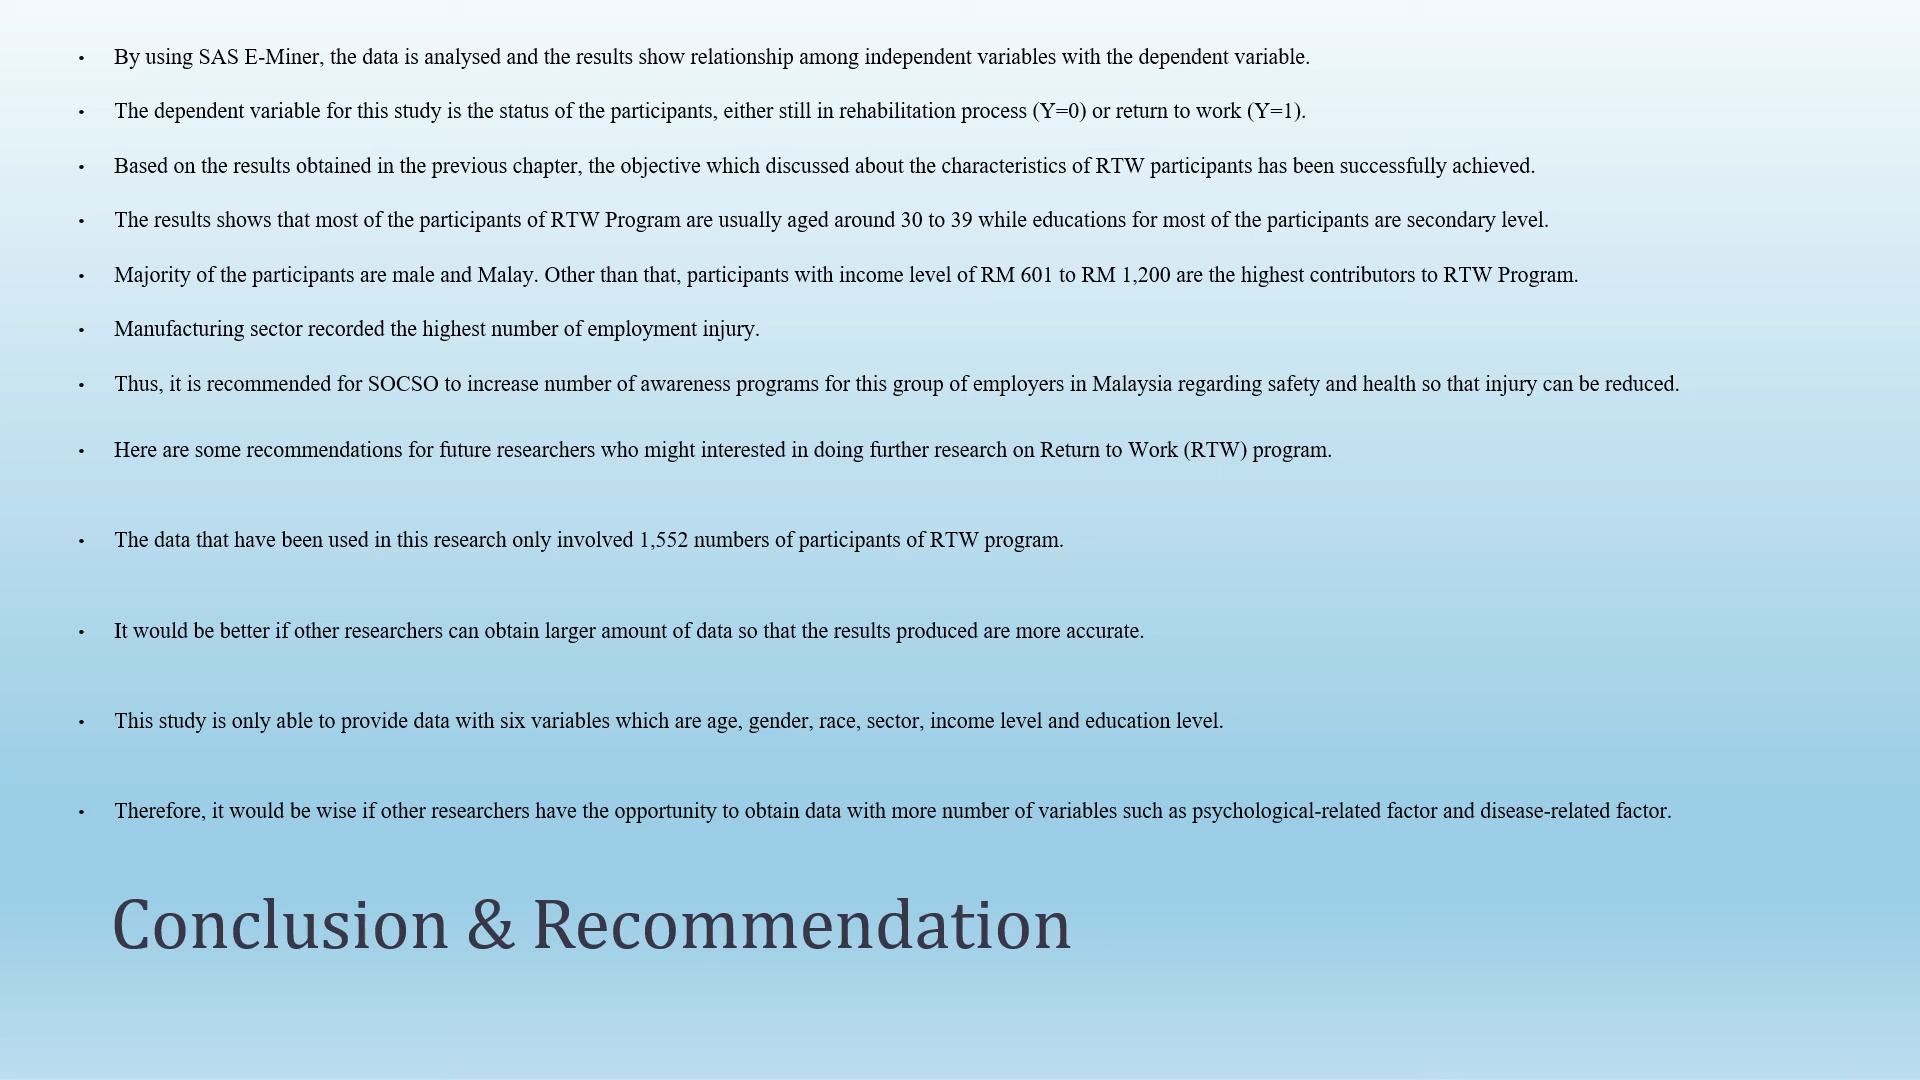 • By using SAS E-Miner, the data is analysed and the results show relationship among independent variables with the dependent variable.
• The dependent variable for this study is the status of the participants, either still in rehabilitation process (Y=0) or return to work (Y=1).
• Based on the results obtained in the previous chapter, the objective which discussed about the characteristics of RTW participants has been successfully achieved.
• The results shows that most of the participants of RTW Program are usually aged around 30 to 39 while educations for most of the participants are secondary level.
• Majority of the participants are male and Malay. Other than that, participants with income level of RM 601 to RM 1,200 are the highest contributors to RTW Program.
• Manufacturing sector recorded the highest number of employment injury.
• Thus, it is recommended for SOCSO to increase number of awareness programs for this group of employers in Malaysia regarding safety and health so that injury can be reduced.
• Here are some recommendations for future researchers who might interested in doing further research on Return to Work (RTW) program.
• The data that have been used in this research only involved 1,552 numbers of participants of RTW program.
• It would be better if other researchers can obtain larger amount of data so that the results produced are more accurate.
• This study is only able to provide data with six variables which are age, gender, race, sector, income level and education level.
• Therefore, it would be wise if other researchers have the opportunity to obtain data with more number of variables such as psychological-related factor and disease-related factor.
Conclusion & Recommendation